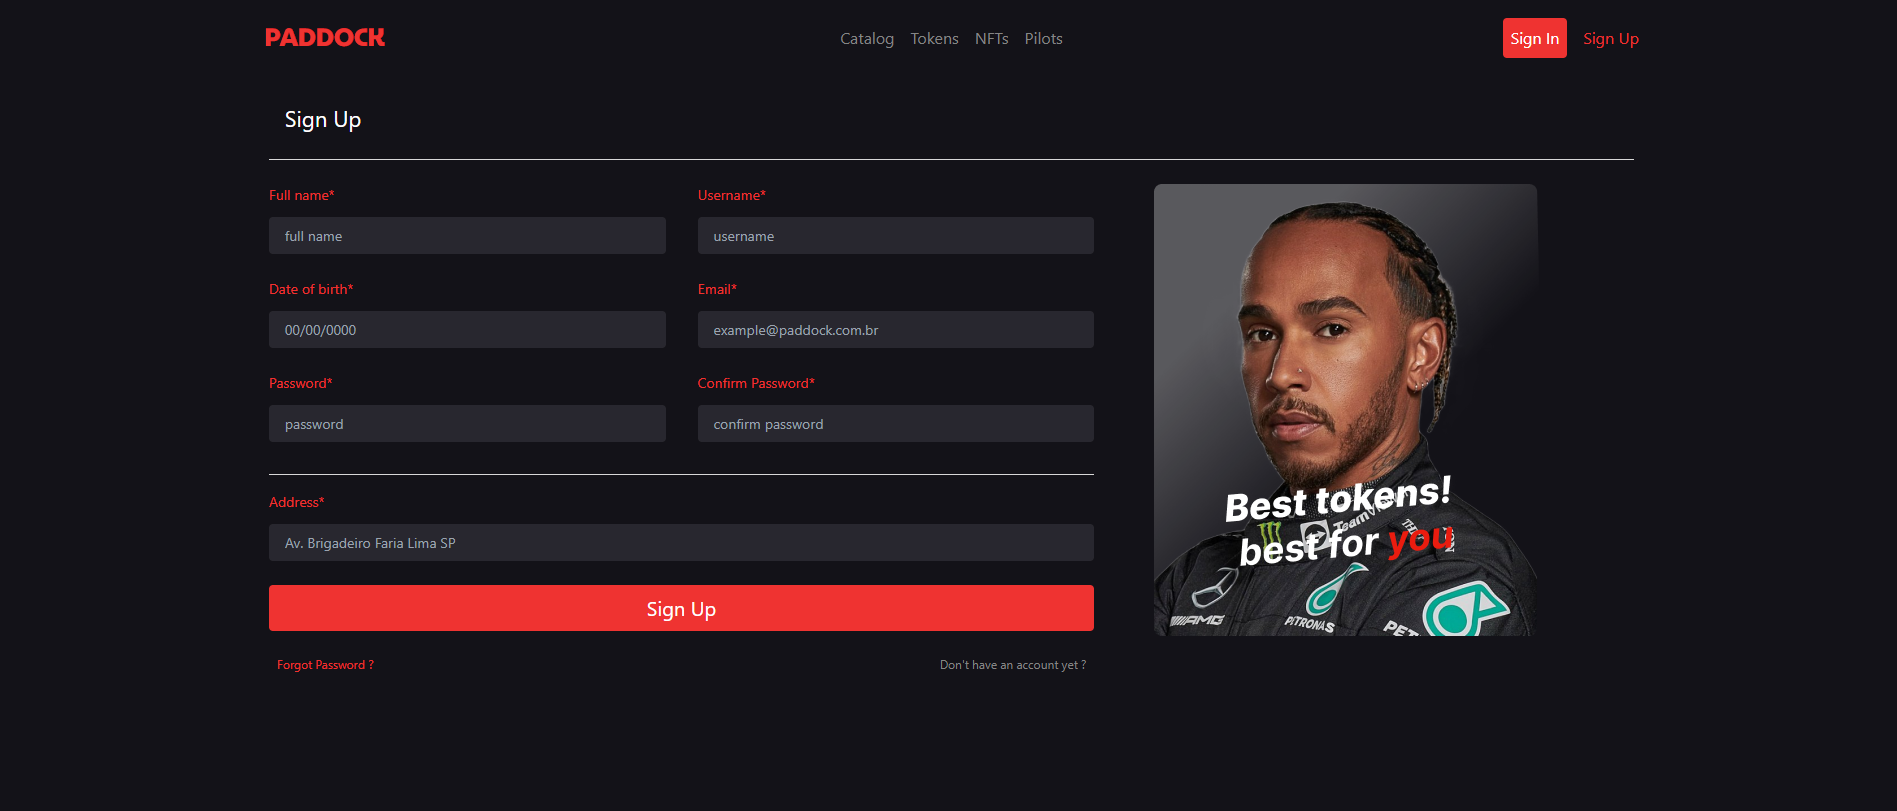 PADDOCK
Catalog Tokens NFTs Pilots
Sign In Sign Up
Sign Up
Full name* Username*
full name username
Date of birth* Email*
00/00/0000 example@paddock.com.br
Password* Confirm Password*
password confirm password
Address*
Av. Brigadeiro Faria Lima SP
Sign Up
Forgot Password ? Don't have an account yet ?
Best tokens!
TeamV
best for you
AMG
PETRONAS
PET